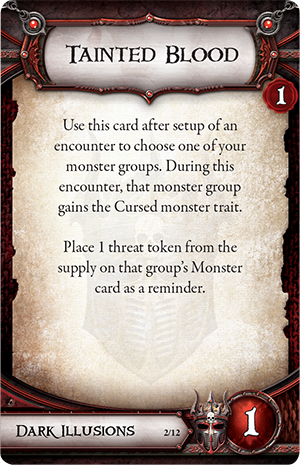 Tainted Blood
1
Use this card after setup of an
encounter to choose one of your
monster groups. During this
encounter, that monster group
gains the Cursed monster trait.
Place 1 threat token from the
supply on that group's Monster
card as a reminder.
Dark Illusions 2/12 1